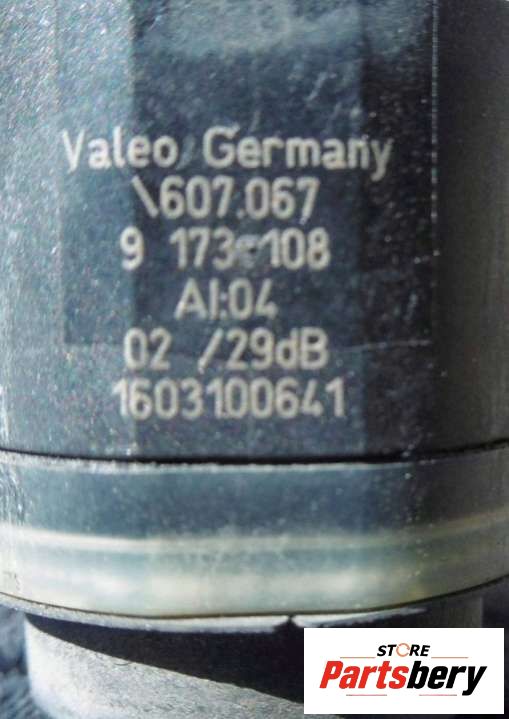 Valeo Germany
\607.067
9 173 108
AI:04
02 /29dB
1603100641
STORE
Partsbery